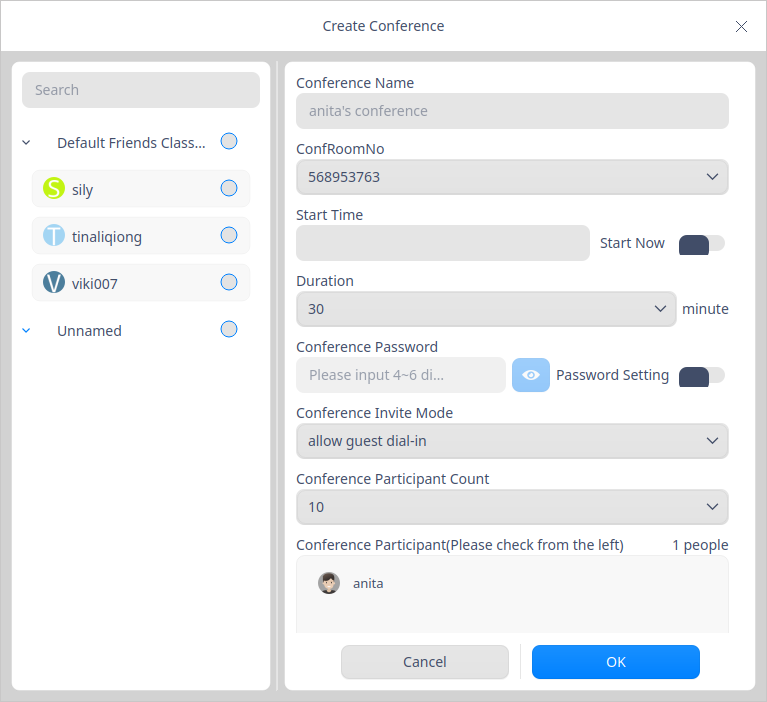 Create Conference
Search
Default Friends Class...
S sily
T tinaliqiong
V viki007
Unnamed
Conference Name
anita's conference
ConfRoomNo
568953763
Start Time
Start Now
Duration
30
minute
Conference Password
Please input 4~6 di...
Password Setting
Conference Invite Mode
allow guest dial-in
Conference Participant Count
10
Conference Participant(Please check from the left) 1 people
anita
Cancel
OK